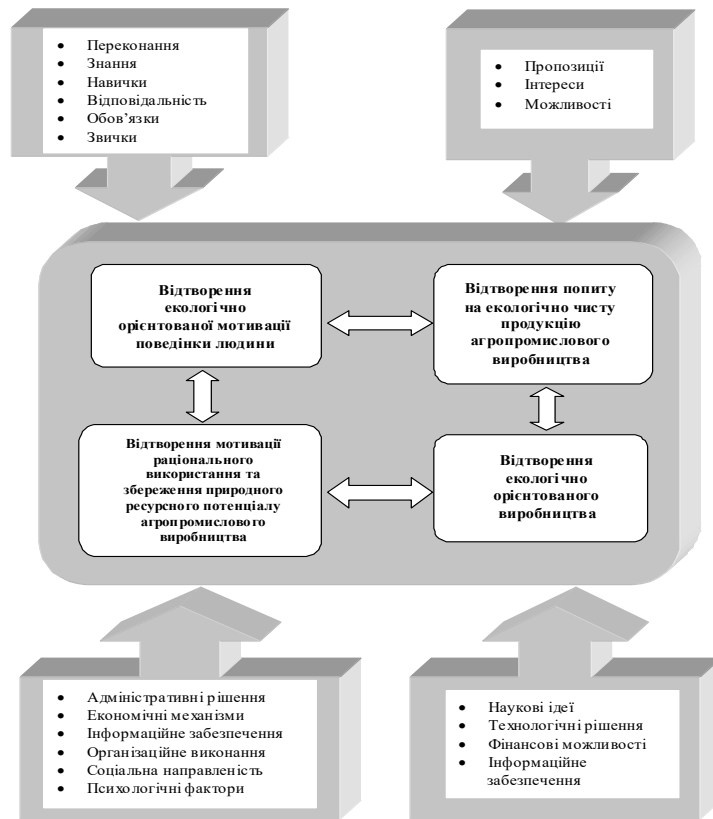 Переконання
Знання
Навички
Відповідальність
Обов’язки
Звички
Пропозиції
Інтереси
Можливості
Відтворення
екологічно
орієнтованої мотивації
поведінки людини
Відтворення попиту
на екологічно чисту
продукцію
агропромислового
виробництва
Відтворення мотивації
раціонального
використання та
збереження природного
ресурсного потенціалу
агропромислового
виробництва
Відтворення
екологічно
орієнтованого
виробництва
Адміністративні рішення
Економічні механізми
Інформаційне забезпечення
Організаційне виконання
Соціальна направленість
Психологічні фактори
Наукові ідеї
Технологічні рішення
Фінансові можливості
Інформаційне
забезпечення